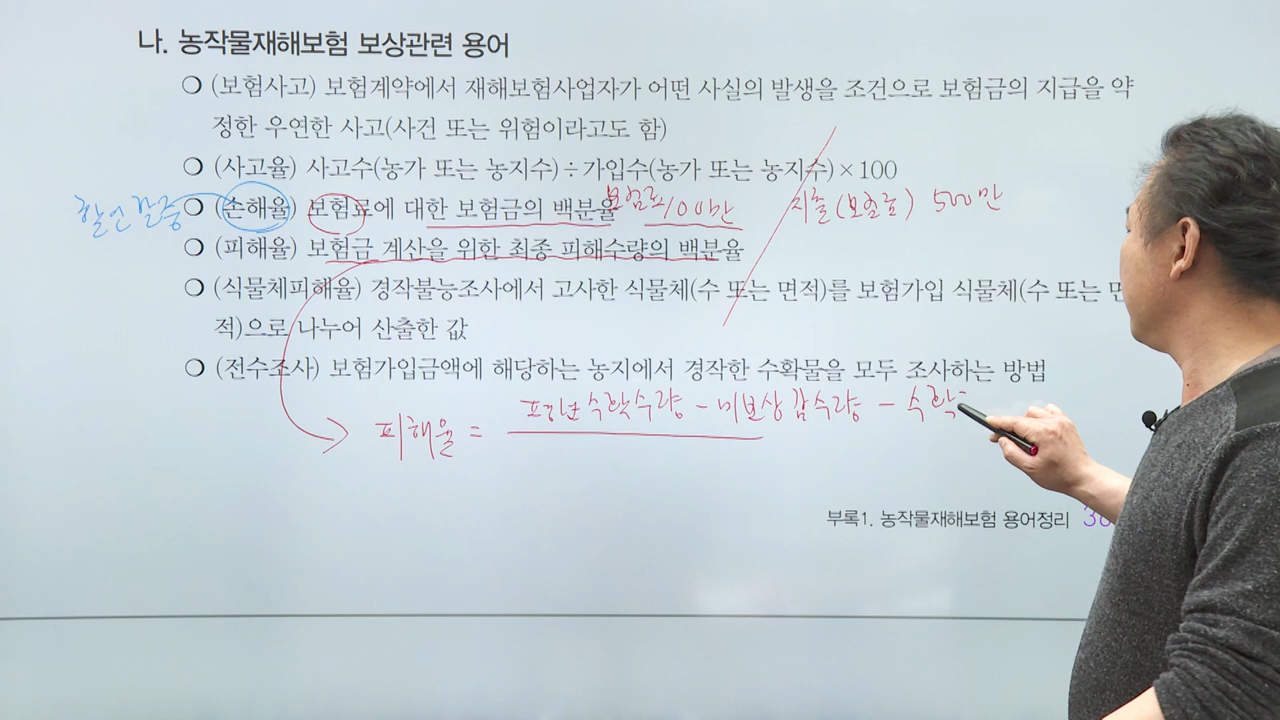 나. 농작물재해보험 보상관련 용어
❍ (보험사고) 보험계약에서 재해보험사업자가 어떤 사실의 발생을 조건으로 보험금의 지급을 약
정한 우연한 사고(사건 또는 위험이라고도 함)
❍ (사고율) 사고수(농가 또는 농지수)÷가입수(농가 또는 농지수)×100
할인 할증
❍ (손해율) 보험료에 대한 보험금의 백분율
보험료 100만
지출(보험금) 500만
❍ (피해율) 보험금 계산을 위한 최종 피해수량의 백분율
❍ (식물체피해율) 경작불능조사에서 고사한 식물체(수 또는 면적)를 보험가입 식물체(수 또는 면
적)으로 나누어 산출한 값
❍ (전수조사) 보험가입금액에 해당하는 농지에서 경작한 수확물을 모두 조사하는 방법
평년수확수량 - 미보상감수량 - 수확
피해율 =
부록1. 농작물재해보험 용어정리